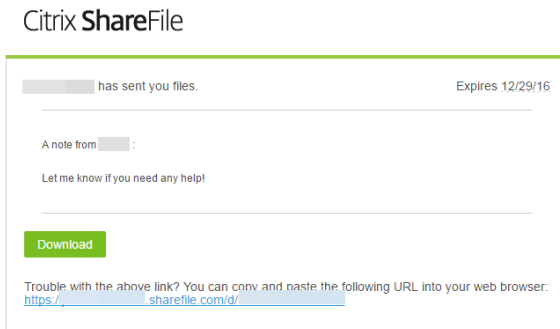 Citrix ShareFile
has sent you files.
Expires 12/29/16
A note from :
Let me know if you need any help!
Download
Trouble with the above link? You can copy and paste the following URL into your web browser:
https:/ .sharefile.com/d/